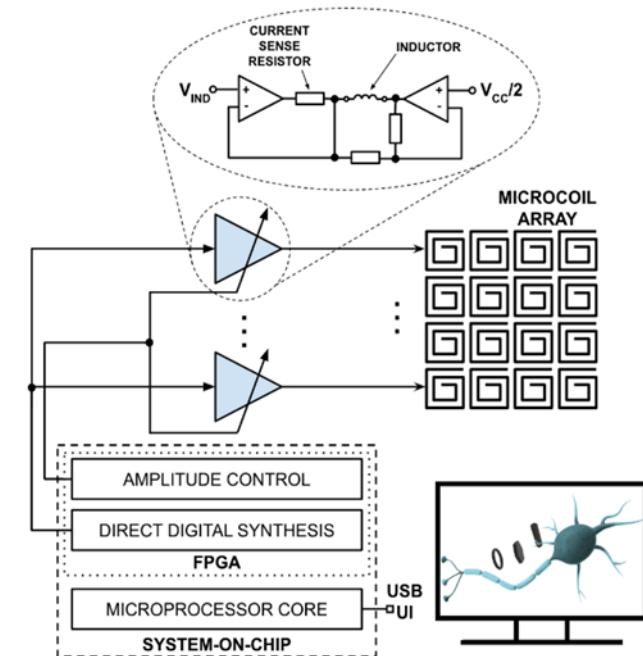 CURRENT
SENSE
RESISTOR
INDUCTOR
VIND
+
-
+
-
VCC/2
MICROCOIL
ARRAY
AMPLITUDE CONTROL
DIRECT DIGITAL SYNTHESIS
FPGA
MICROPROCESSOR CORE
USB
UI
SYSTEM-ON-CHIP